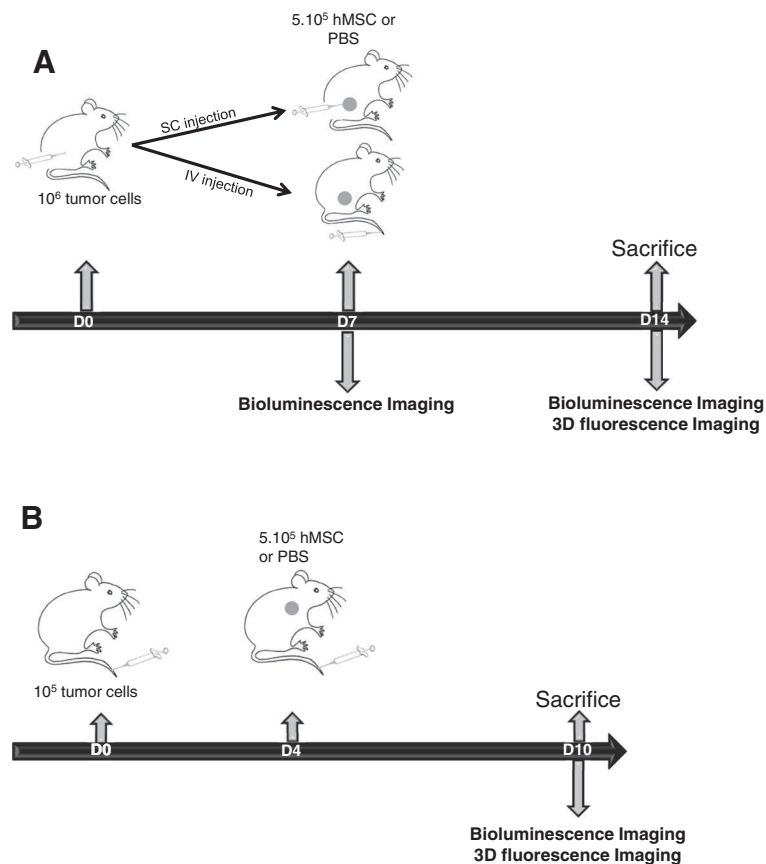 A
5.10⁵ hMSC or
PBS
SC injection
IV injection
10⁶ tumor cells
Sacrifice
D0
D7
D14
Bioluminescence Imaging
Bioluminescence Imaging
3D fluorescence Imaging
B
5.10⁵ hMSC
or PBS
10⁵ tumor cells
Sacrifice
D0
D4
D10
Bioluminescence Imaging
3D fluorescence Imaging